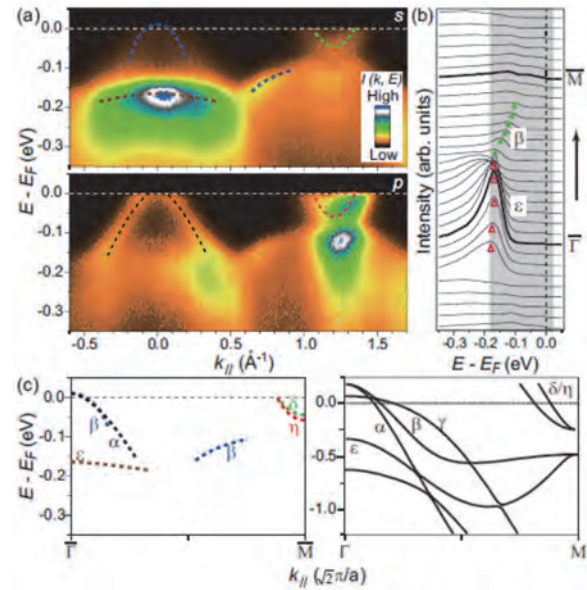 (a)
s
0.0
-0.1
-0.2
-0.3
E - E_F (eV)
I (k, E)
High
Low
p
0.0
-0.1
-0.2
-0.3
E - E_F (eV)
-0.5
0.0
0.5
1.0
1.5
k_// (Å⁻¹)
(b)
Intensity (arb. units)
M̅
β
ε
Γ̅
-0.3
-0.2
-0.1
0.0
E - E_F (eV)
(c)
E - E_F (eV)
0.0
-0.1
-0.2
-0.3
β
α
ε
β
δ
η
Γ̅
M̅
0.0
-0.5
-1.0
δ/η
α
β
γ
ε
Γ
M
k_// (√2π/a)